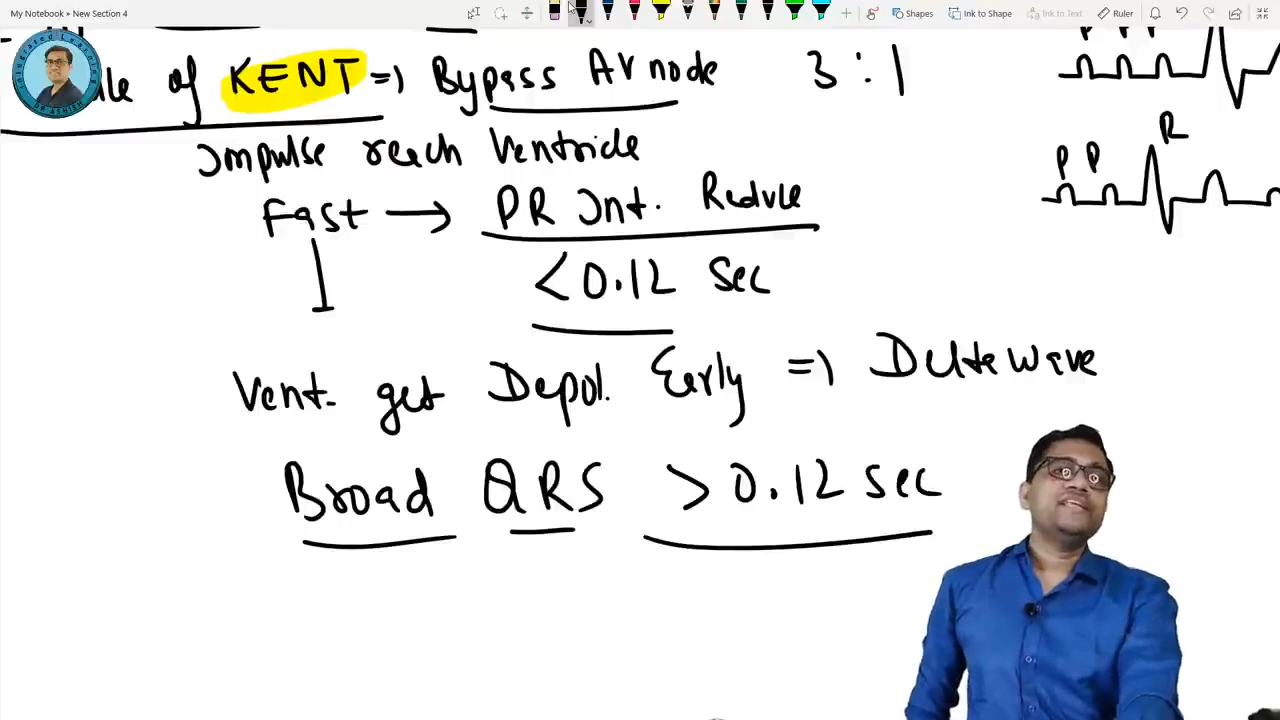 My Notebook » New Section 4
Shapes Ink to Shape Ink to Text Ruler
of KENT => Bypass AV node 3:1
Impulse reach Ventricle
Fast → PR Int. Reduce
<0.12 Sec
Vent. get Depol. Early => Delta wave
Broad QRS >0.12 sec
P P P
P P R